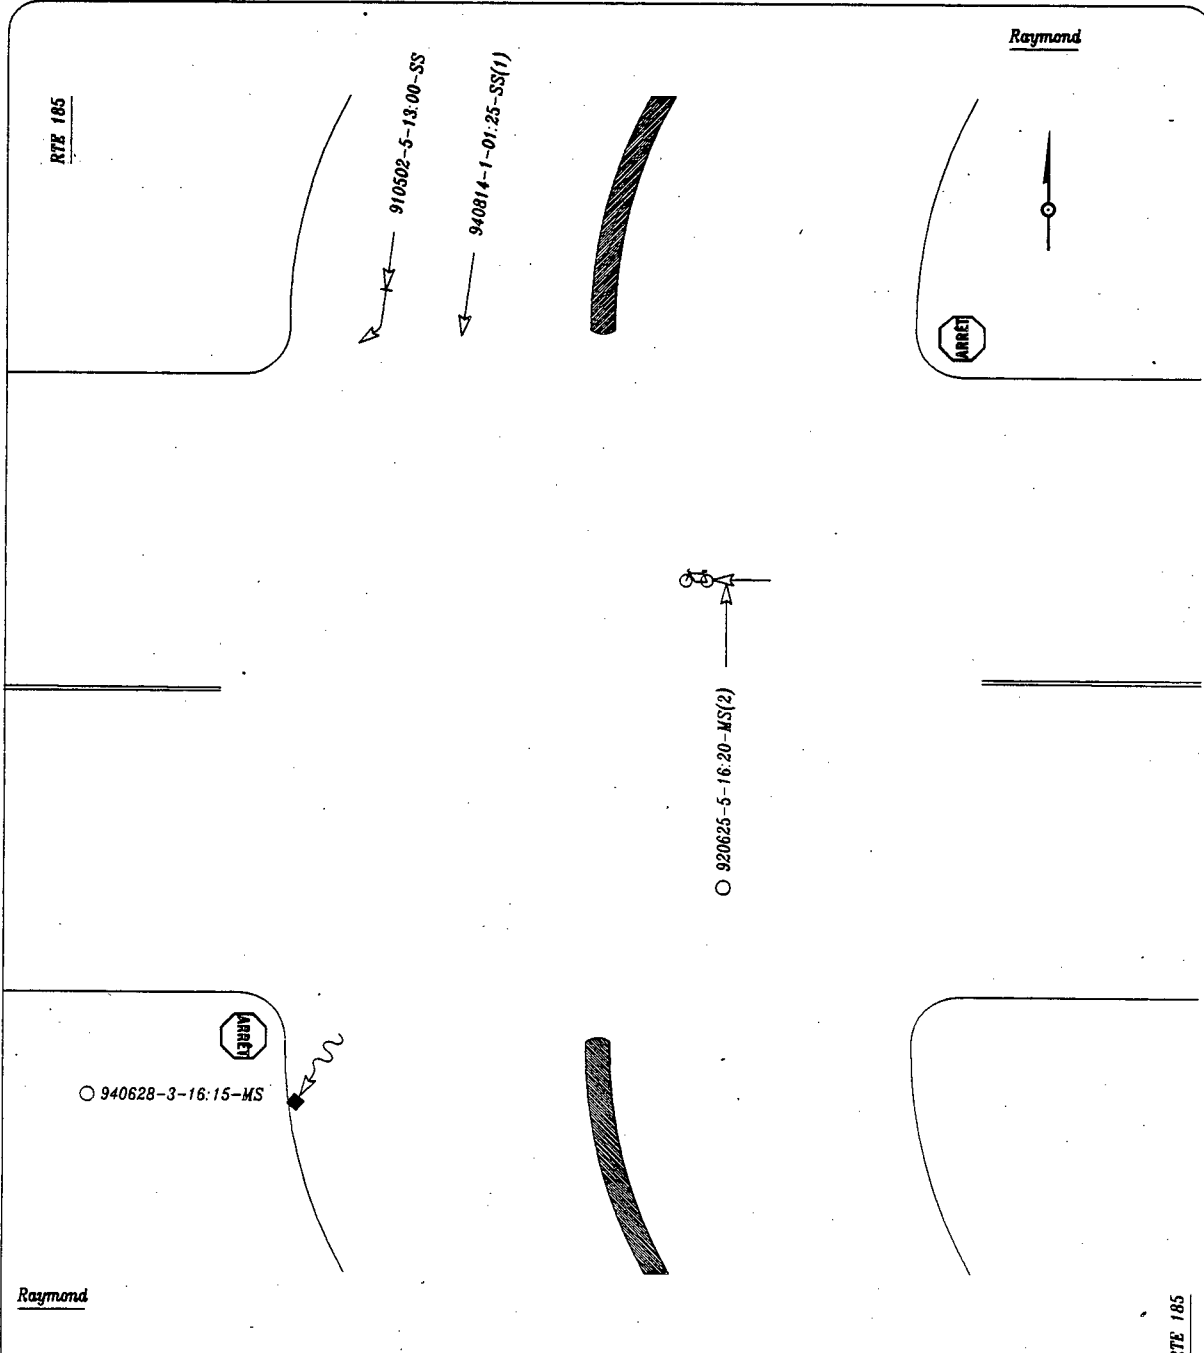 Raymond
RTE 185
910502-5-13:00-SS
940814-1-01:25-SS(1)
ARRÊT
920625-5-16:20-MS(2)
ARRÊT
940628-3-16:15-MS
Raymond
RTE 185